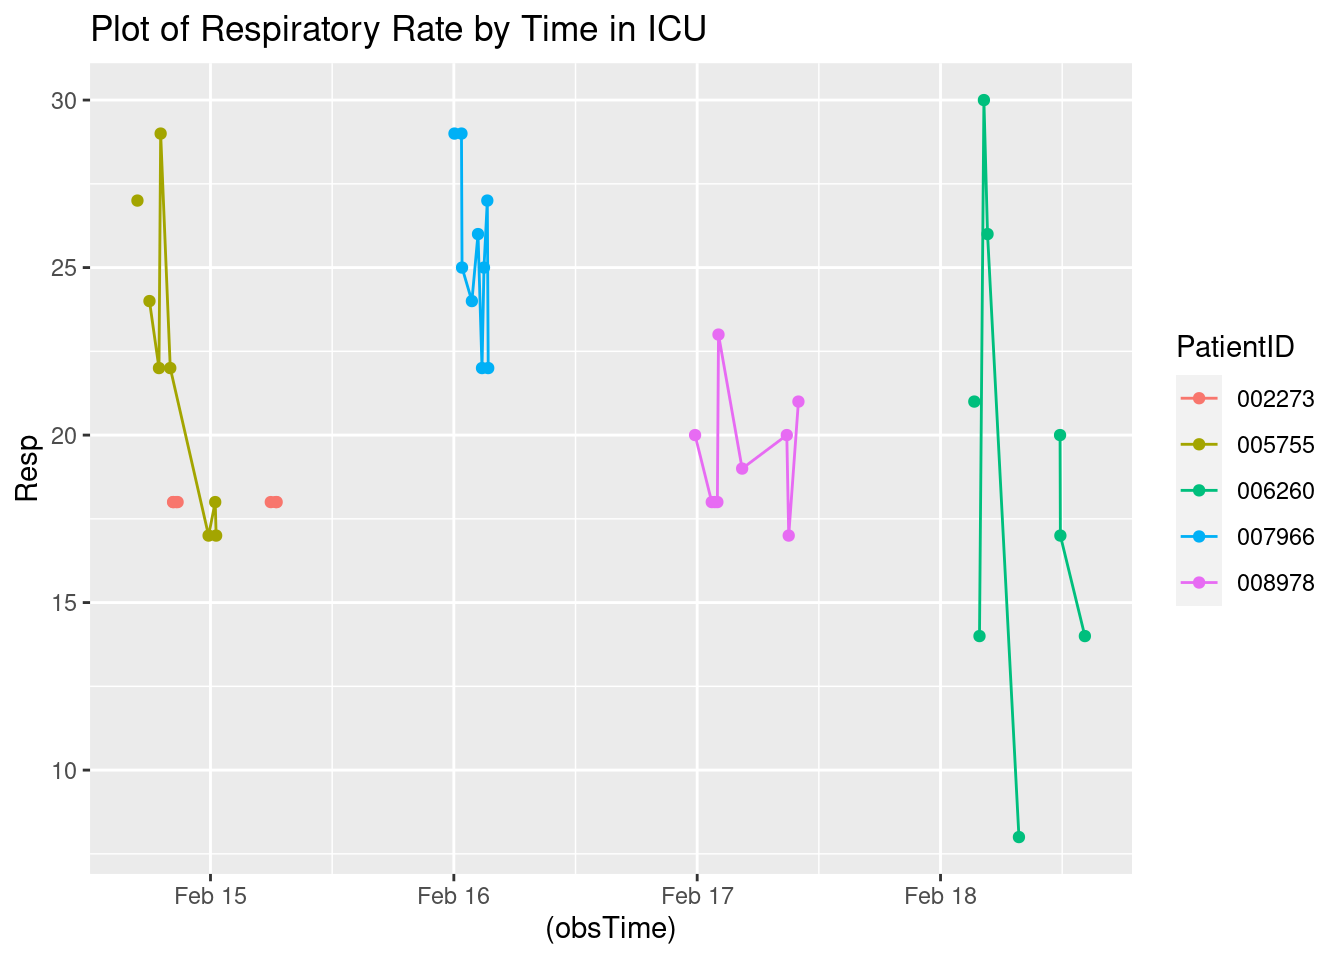 Plot of Respiratory Rate by Time in ICU
30
25
20
15
10
Resp
Feb 15
Feb 16
Feb 17
Feb 18
(obsTime)
PatientID
002273
005755
006260
007966
008978